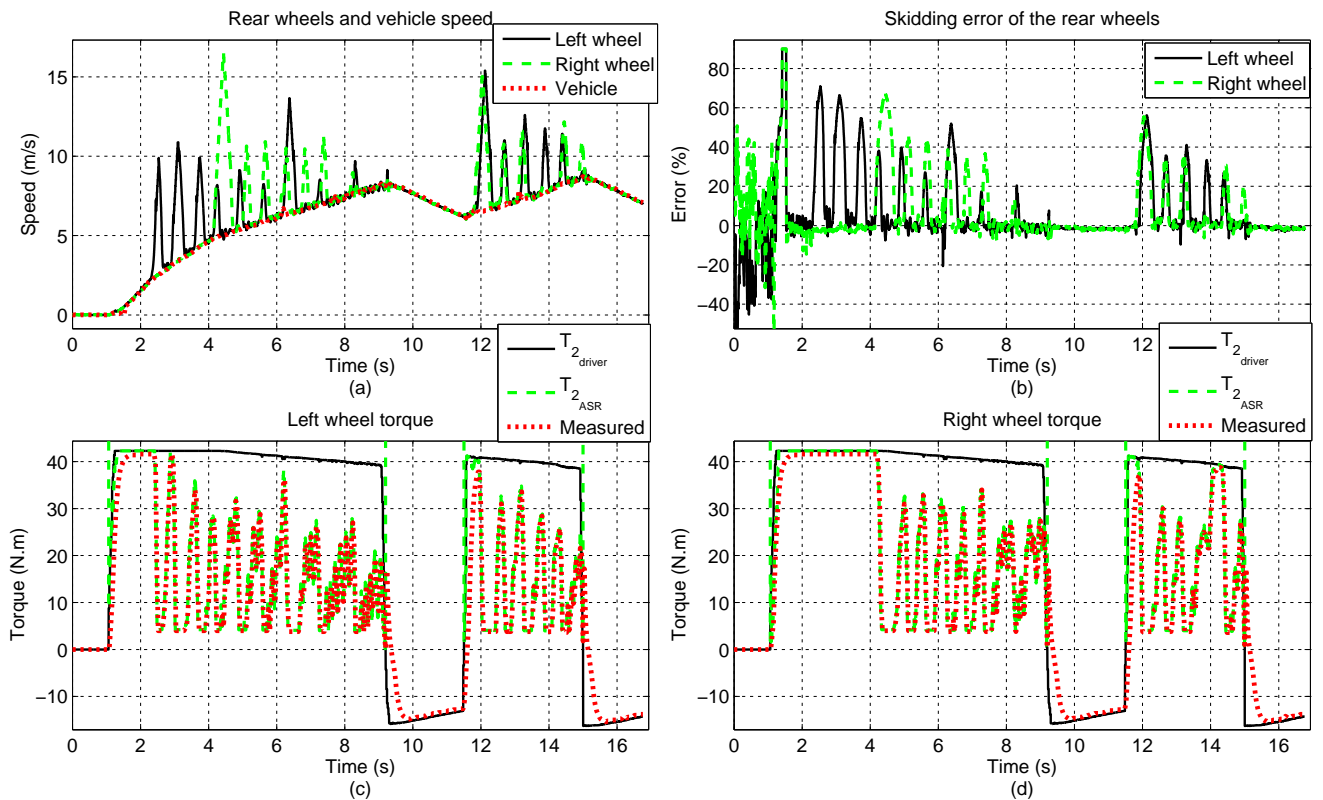 Rear wheels and vehicle speed
Left wheel
Right wheel
Vehicle
Speed (m/s)
15
10
5
0
0 2 4 6 8 10 12 14 16
Time (s)
(a)
Skidding error of the rear wheels
Left wheel
Right wheel
Error (%)
80
60
40
20
0
−20
−40
0 2 4 6 8 10 12 14 16
Time (s)
(b)
Left wheel torque
T2driver
T2ASR
Measured
Torque (N.m)
40
30
20
10
0
−10
0 2 4 6 8 10 12 14 16
Time (s)
(c)
Right wheel torque
T2driver
T2ASR
Measured
Torque (N.m)
40
30
20
10
0
−10
0 2 4 6 8 10 12 14 16
Time (s)
(d)